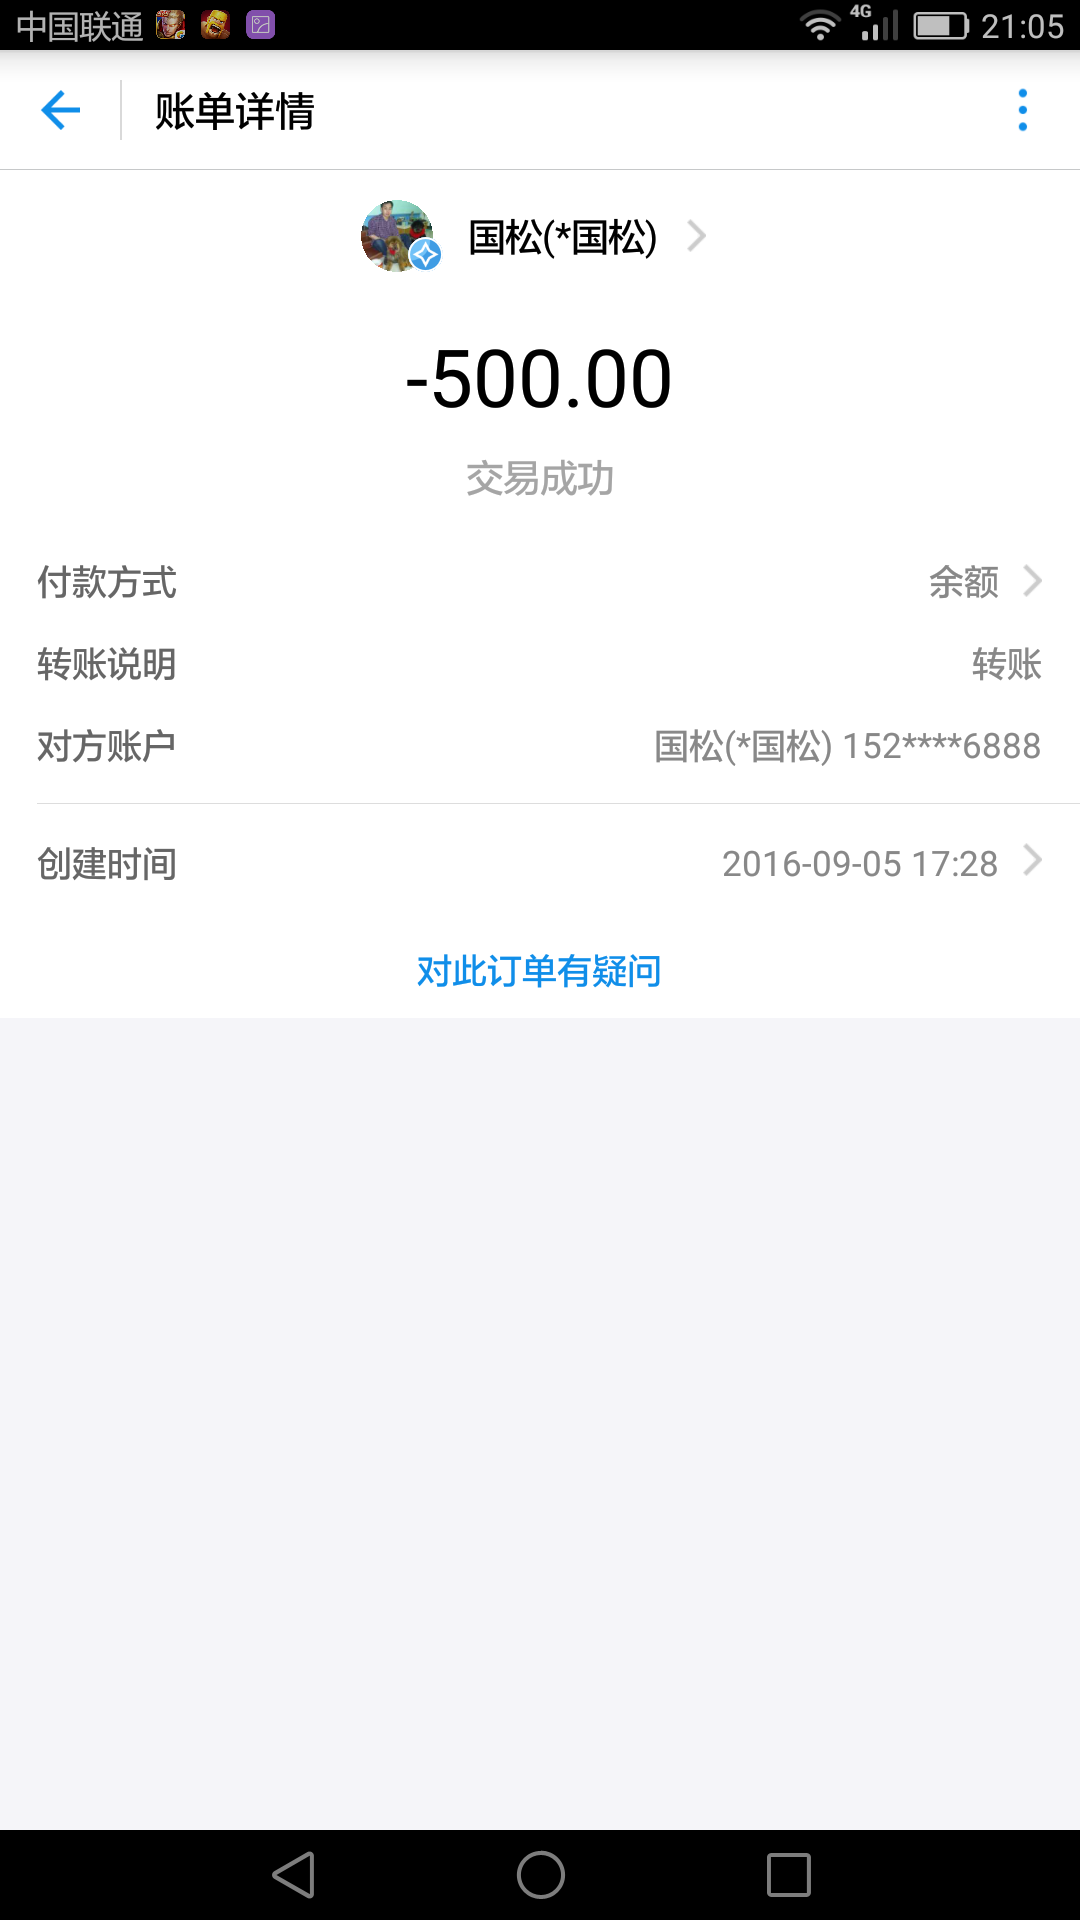 中国联通 4G 21:05
账单详情
国松(*国松)
-500.00
交易成功
付款方式 余额
转账说明 转账
对方账户 国松(*国松) 152****6888
创建时间 2016-09-05 17:28
对此订单有疑问